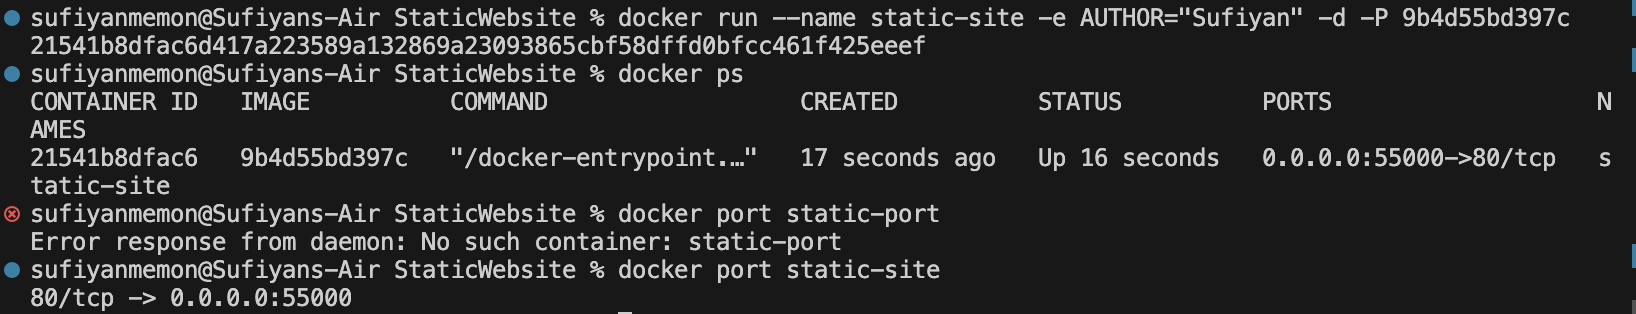 sufiyanmemon@Sufiyans-Air StaticWebsite % docker run --name static-site -e AUTHOR="Sufiyan" -d -P 9b4d55bd397c
21541b8dfac6d417a223589a132869a23093865cbf58dffd0bfcc461f425eeef
sufiyanmemon@Sufiyans-Air StaticWebsite % docker ps
CONTAINER ID   IMAGE          COMMAND                  CREATED          STATUS          PORTS                   N
AMES
21541b8dfac6   9b4d55bd397c   "/docker-entrypoint.…"   17 seconds ago   Up 16 seconds   0.0.0.0:55000->80/tcp   s
tatic-site
sufiyanmemon@Sufiyans-Air StaticWebsite % docker port static-port
Error response from daemon: No such container: static-port
sufiyanmemon@Sufiyans-Air StaticWebsite % docker port static-site
80/tcp -> 0.0.0.0:55000